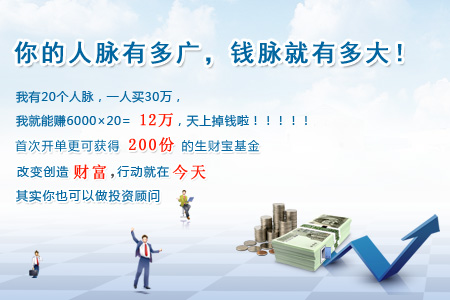 你的人脉有多广，钱脉就有多大！
我有20个人脉，一人买30万，
我就能赚6000×20= 12万，天上掉钱啦！！！！！
首次开单更可获得 200份 的生财宝基金
改变创造 财富，行动就在 今天
其实你也可以做投资顾问